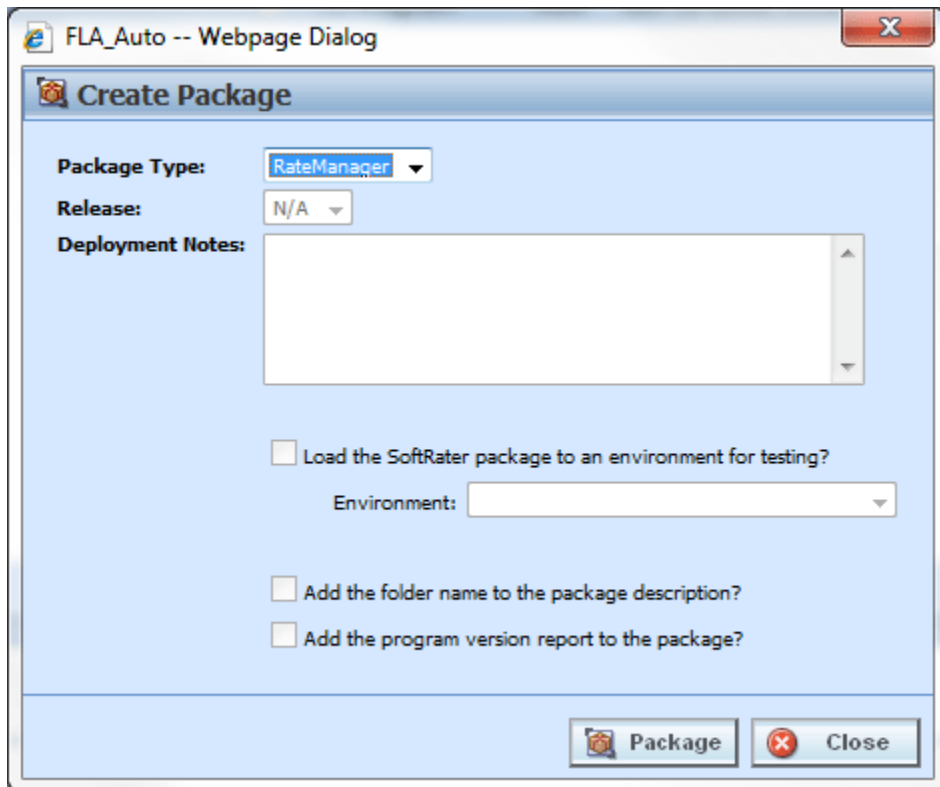 FLA_Auto -- Webpage Dialog
Create Package
Package Type: RateManager
Release: N/A
Deployment Notes:
Load the SoftRater package to an environment for testing?
Environment:
Add the folder name to the package description?
Add the program version report to the package?
Package Close